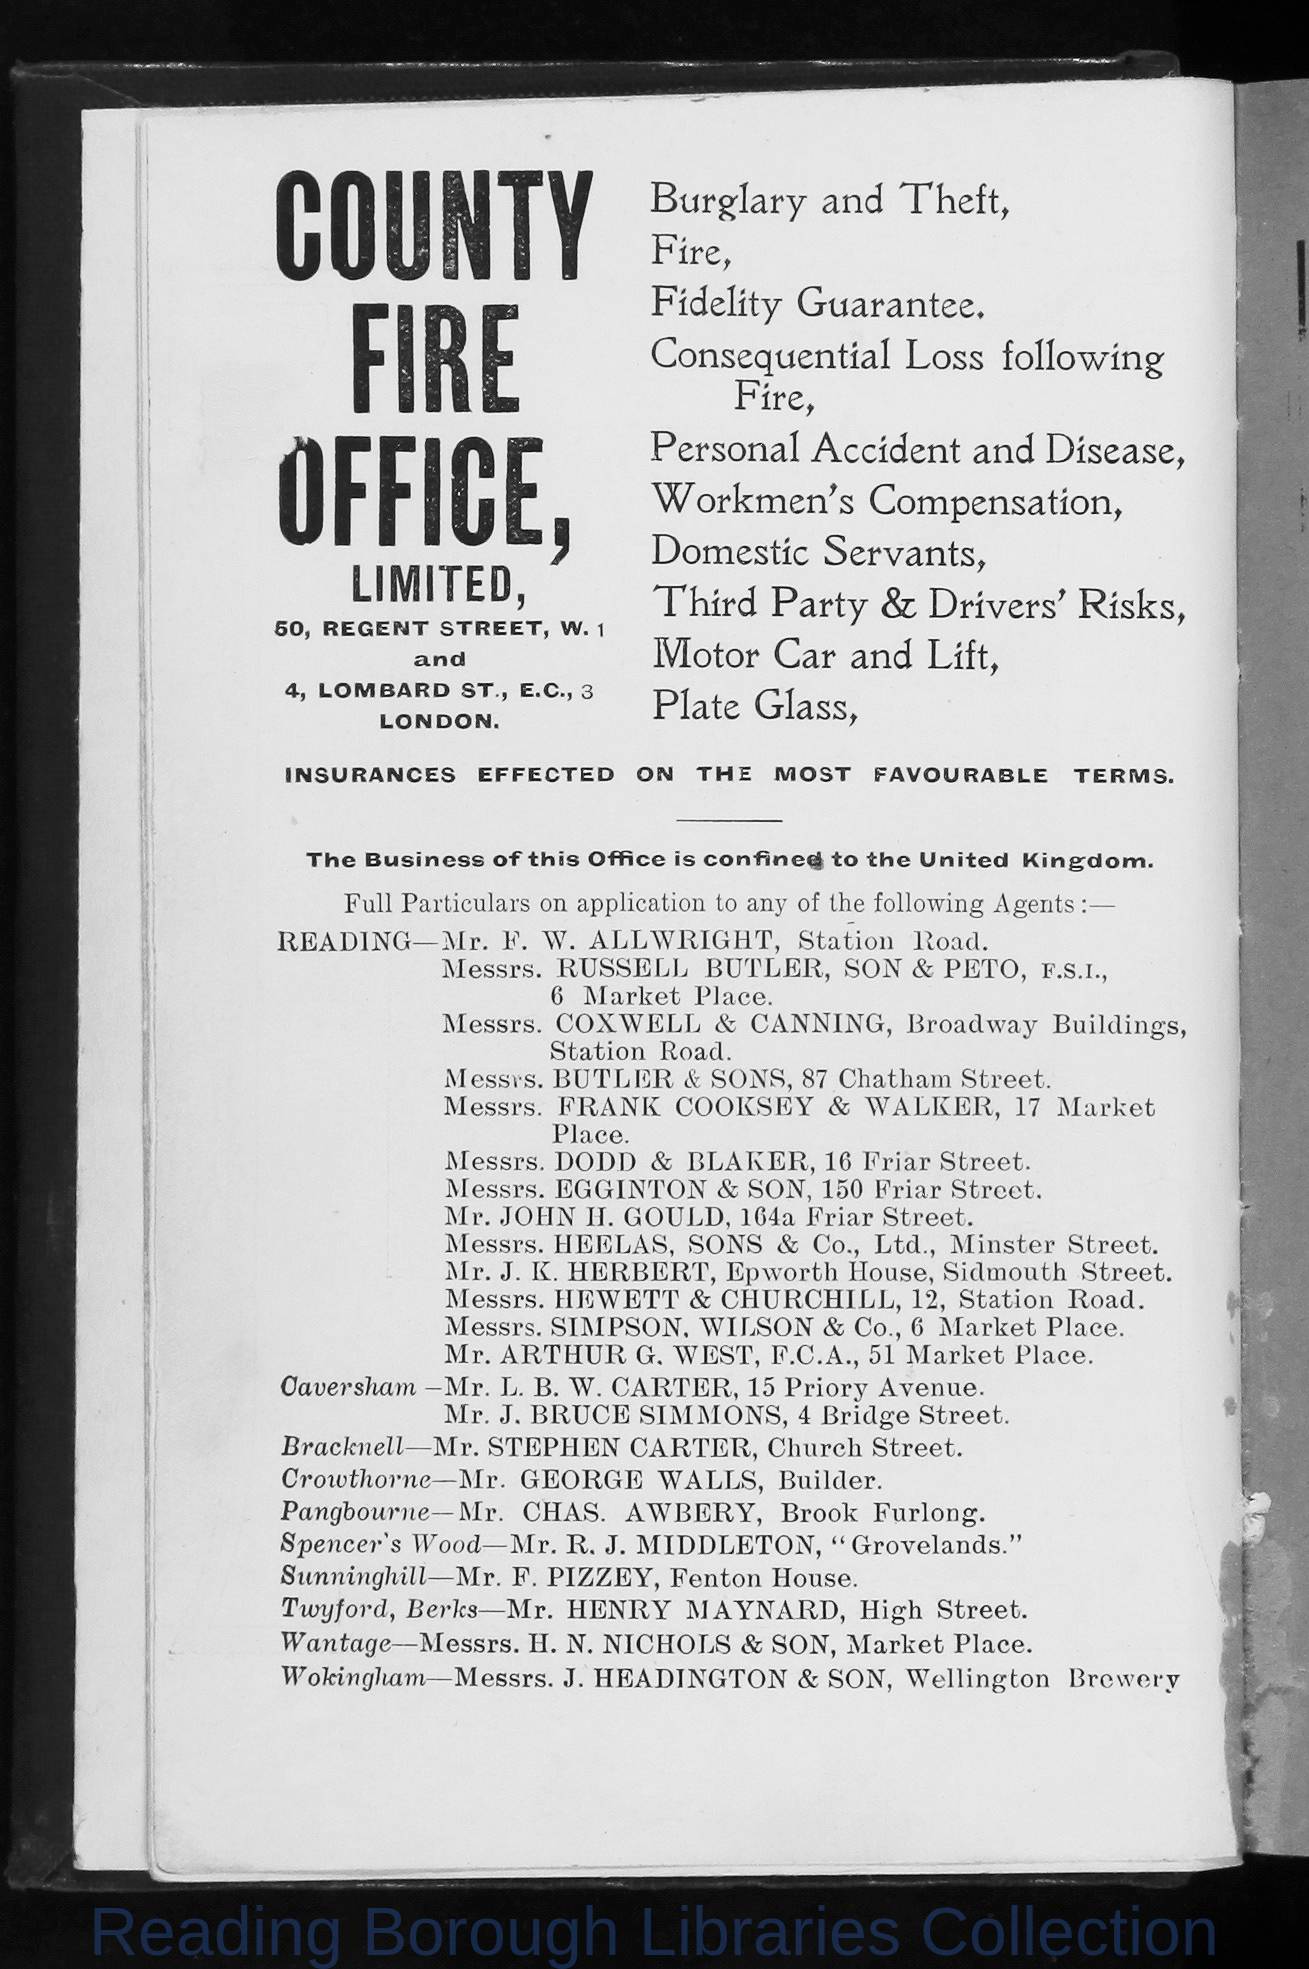 COUNTY
FIRE
OFFICE,
LIMITED,
50, REGENT STREET, W. 1
and
4, LOMBARD ST., E.C., 3
LONDON.
Burglary and Theft,
Fire,
Fidelity Guarantee.
Consequential Loss following
Fire,
Personal Accident and Disease,
Workmen's Compensation,
Domestic Servants,
Third Party & Drivers' Risks,
Motor Car and Lift,
Plate Glass,
INSURANCES EFFECTED ON THE MOST FAVOURABLE TERMS.
The Business of this Office is confined to the United Kingdom.
Full Particulars on application to any of the following Agents :—
READING—Mr. F. W. ALLWRIGHT, Station Road.
Messrs. RUSSELL BUTLER, SON & PETO, F.S.I.,
6 Market Place.
Messrs. COXWELL & CANNING, Broadway Buildings,
Station Road.
Messrs. BUTLER & SONS, 87 Chatham Street.
Messrs. FRANK COOKSEY & WALKER, 17 Market
Place.
Messrs. DODD & BLAKER, 16 Friar Street.
Messrs. EGGINTON & SON, 150 Friar Street.
Mr. JOHN H. GOULD, 164a Friar Street.
Messrs. HEELAS, SONS & Co., Ltd., Minster Street.
Mr. J. K. HERBERT, Epworth House, Sidmouth Street.
Messrs. HEWETT & CHURCHILL, 12, Station Road.
Messrs. SIMPSON, WILSON & Co., 6 Market Place.
Mr. ARTHUR G. WEST, F.C.A., 51 Market Place.
Caversham –Mr. L. B. W. CARTER, 15 Priory Avenue.
Mr. J. BRUCE SIMMONS, 4 Bridge Street.
Bracknell—Mr. STEPHEN CARTER, Church Street.
Crowthorne—Mr. GEORGE WALLS, Builder.
Pangbourne—Mr. CHAS. AWBERY, Brook Furlong.
Spencer's Wood—Mr. R. J. MIDDLETON, "Grovelands."
Sunninghill—Mr. F. PIZZEY, Fenton House.
Twyford, Berks—Mr. HENRY MAYNARD, High Street.
Wantage—Messrs. H. N. NICHOLS & SON, Market Place.
Wokingham—Messrs. J. HEADINGTON & SON, Wellington Brewery
Reading Borough Libraries Collection